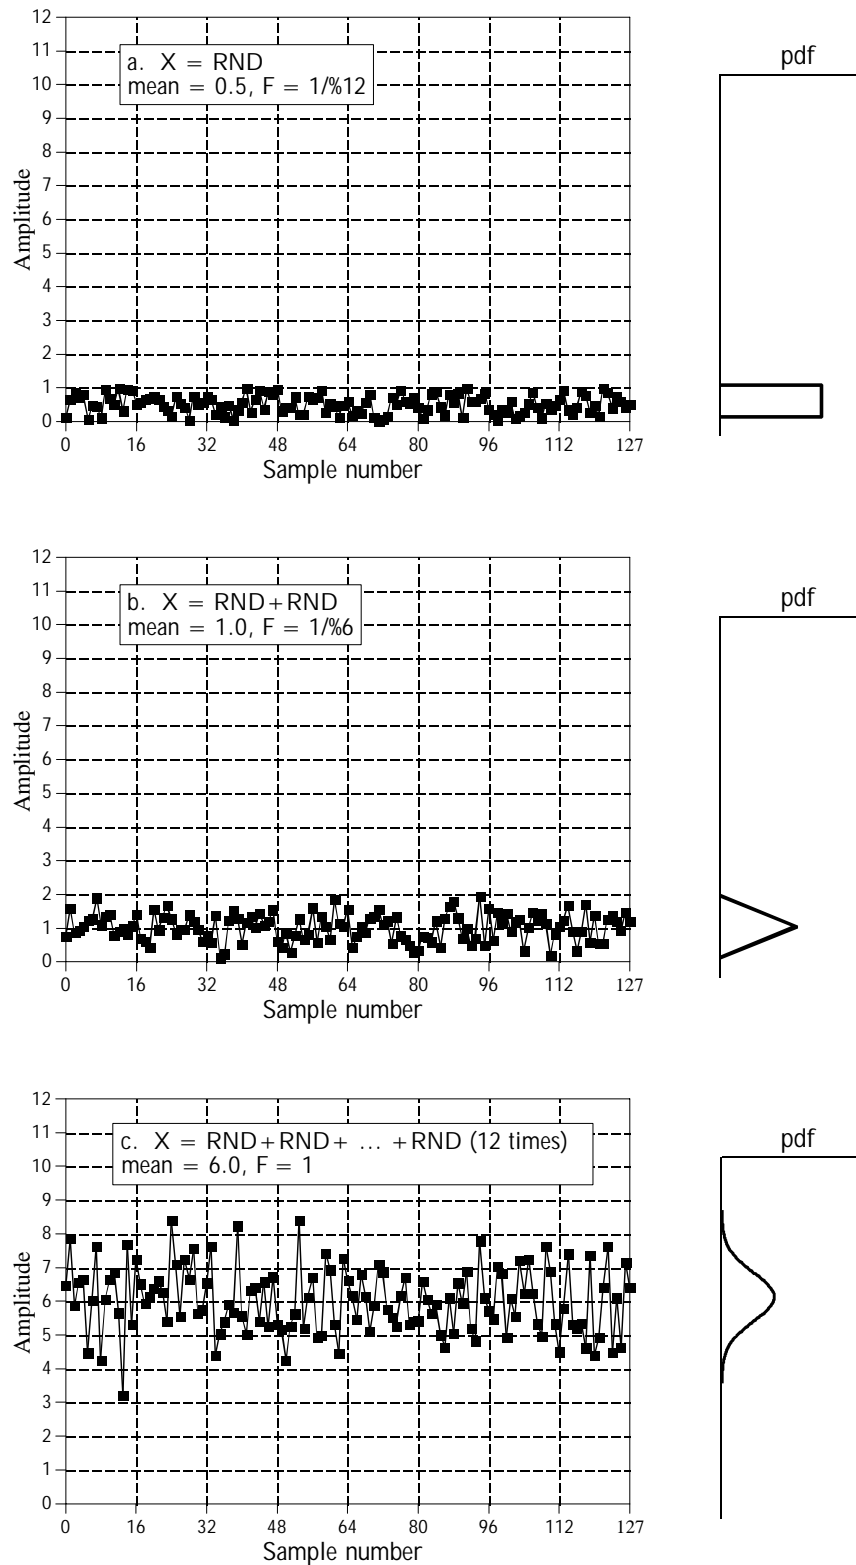 12
11
10
9
8
7
6
5
4
3
2
1
0
Amplitude
a. X = RND
mean = 0.5, F = 1/%12
0 16 32 48 64 80 96 112 127
Sample number
pdf
12
11
10
9
8
7
6
5
4
3
2
1
0
Amplitude
b. X = RND+RND
mean = 1.0, F = 1/%6
0 16 32 48 64 80 96 112 127
Sample number
pdf
12
11
10
9
8
7
6
5
4
3
2
1
0
Amplitude
c. X = RND+RND+ ... +RND (12 times)
mean = 6.0, F = 1
0 16 32 48 64 80 96 112 127
Sample number
pdf